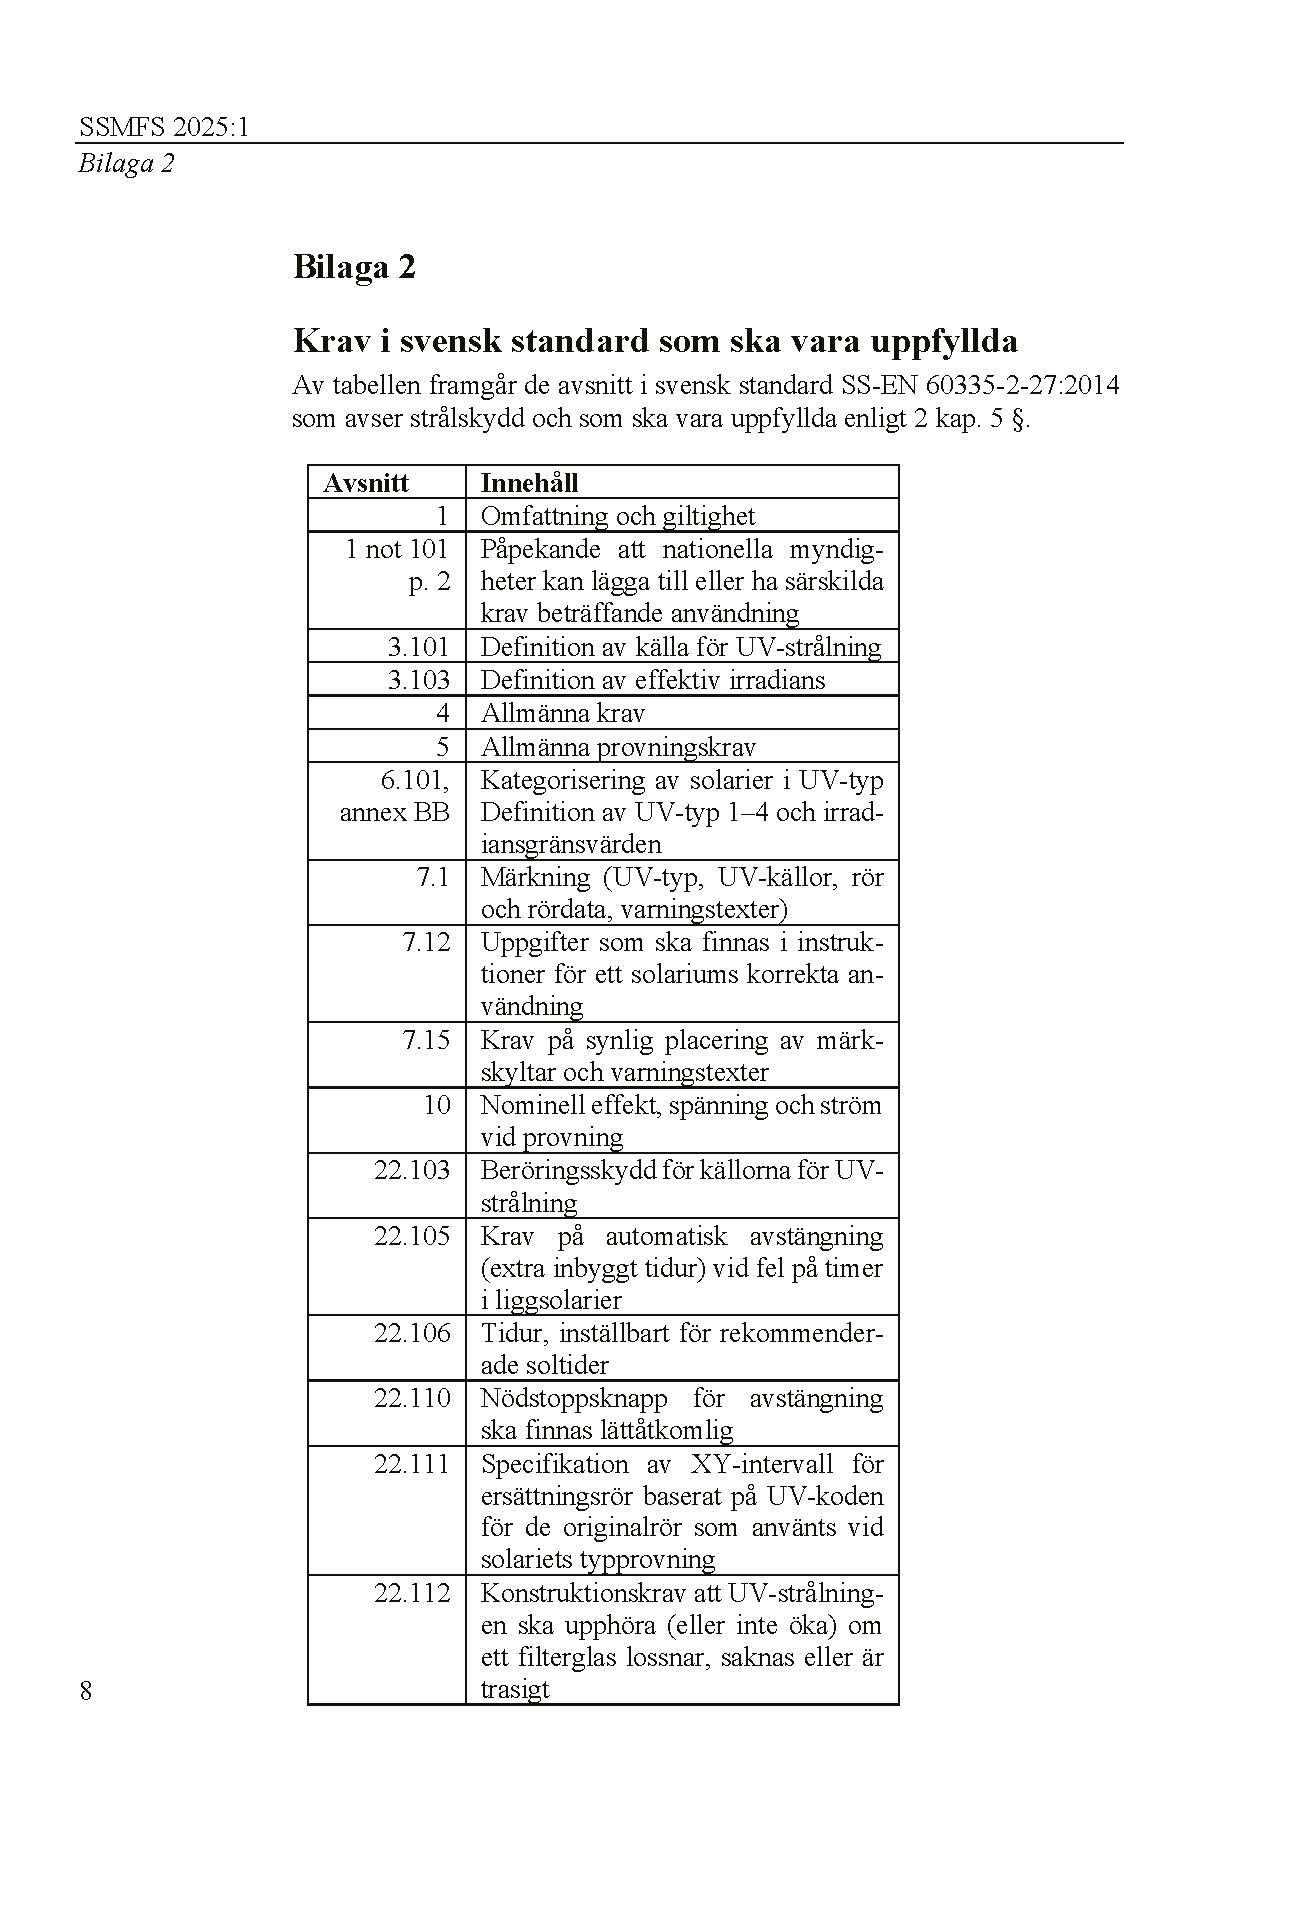 SSMFS 2025:1
Bilaga 2
Bilaga 2
Krav i svensk standard som ska vara uppfyllda
Av tabellen framgår de avsnitt i svensk standard SS-EN 60335-2-27:2014
som avser strålskydd och som ska vara uppfyllda enligt 2 kap. 5 §.
Avsnitt Innehåll
1 Omfattning och giltighet
1 not 101 Påpekande att nationella myndig-
p. 2 heter kan lägga till eller ha särskilda
krav beträffande användning
3.101 Definition av källa för UV-strålning
3.103 Definition av effektiv irradians
4 Allmänna krav
5 Allmänna provningskrav
6.101, Kategorisering av solarier i UV-typ
annex BB Definition av UV-typ 1–4 och irrad-
iansgränsvärden
7.1 Märkning (UV-typ, UV-källor, rör
och rördata, varningstexter)
7.12 Uppgifter som ska finnas i instruk-
tioner för ett solariums korrekta an-
vändning
7.15 Krav på synlig placering av märk-
skyltar och varningstexter
10 Nominell effekt, spänning och ström
vid provning
22.103 Beröringsskydd för källorna för UV-
strålning
22.105 Krav på automatisk avstängning
(extra inbyggt tidur) vid fel på timer
i liggsolarier
22.106 Tidur, inställbart för rekommender-
ade soltider
22.110 Nödstoppsknapp för avstängning
ska finnas lättåtkomlig
22.111 Specifikation av XY-intervall för
ersättningsrör baserat på UV-koden
för de originalrör som använts vid
solariets typprovning
22.112 Konstruktionskrav att UV-strålning-
en ska upphöra (eller inte öka) om
ett filterglas lossnar, saknas eller är
trasigt
8